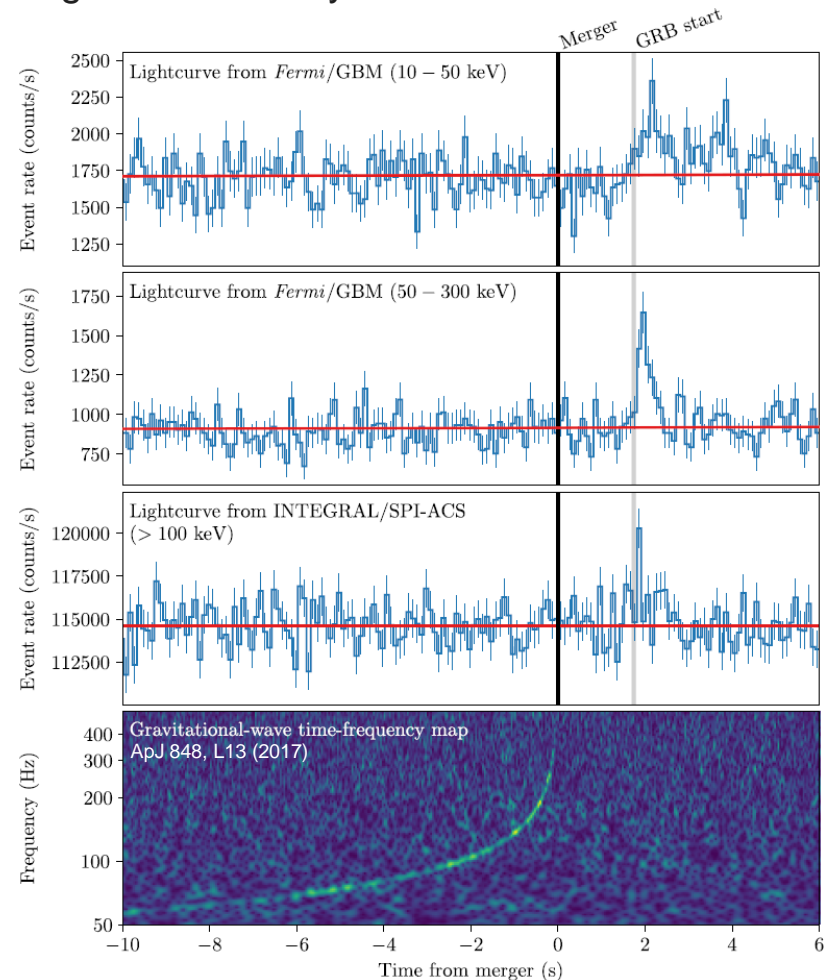 Merger
GRB start
Lightcurve from Fermi/GBM (10 − 50 keV)
Event rate (counts/s)
2500
2250
2000
1750
1500
1250
Lightcurve from Fermi/GBM (50 − 300 keV)
Event rate (counts/s)
1750
1500
1250
1000
750
Lightcurve from INTEGRAL/SPI-ACS
(> 100 keV)
Event rate (counts/s)
120000
117500
115000
112500
Gravitational-wave time-frequency map
ApJ 848, L13 (2017)
Frequency (Hz)
400
300
200
100
50
−10 −8 −6 −4 −2 0 2 4 6
Time from merger (s)